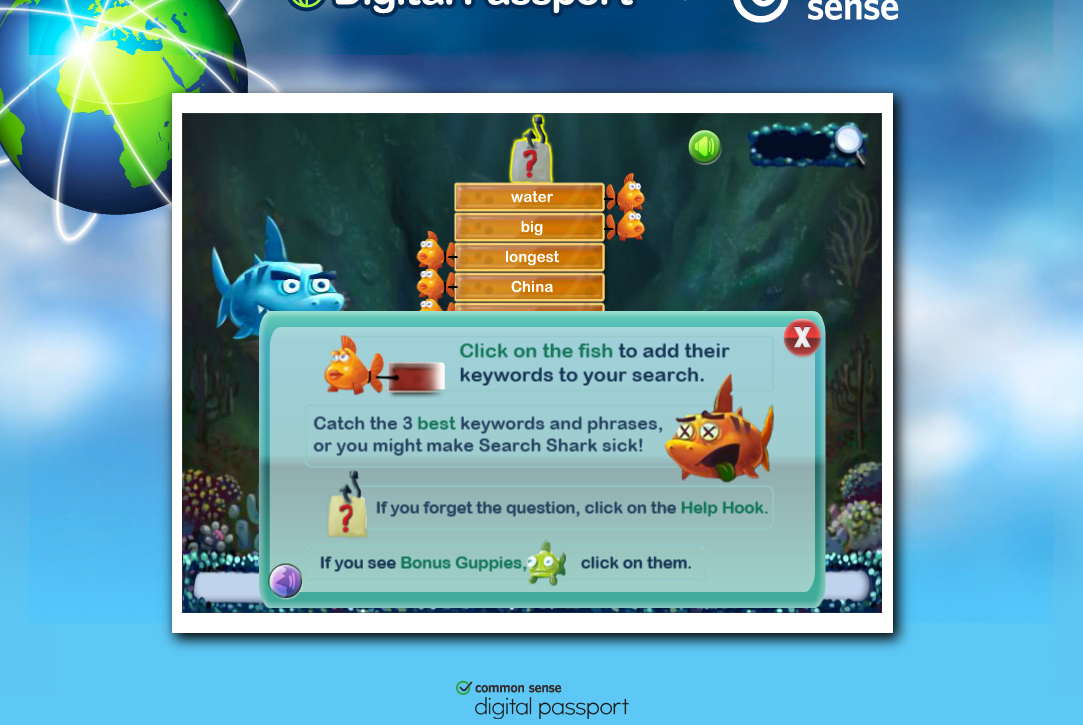 Digital Passport
sense
?
water
big
longest
China
X
Click on the fish to add their
keywords to your search.
Catch the 3 best keywords and phrases,
or you might make Search Shark sick!
? If you forget the question, click on the Help Hook.
If you see Bonus Guppies, click on them.
common sense
digital passport